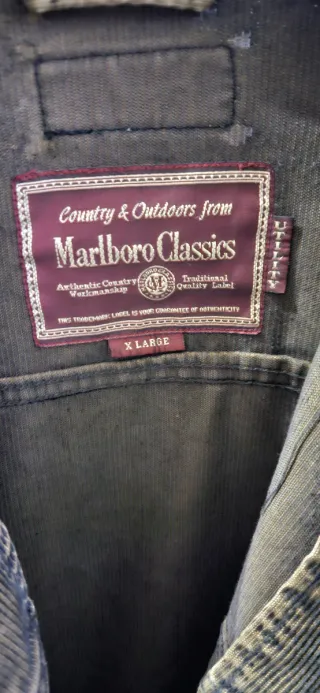 Country & Outdoors from
Marlboro Classics
Authentic Country Workmanship
Traditional Quality Label
THIS TRADEMARK LABEL IS YOUR GUARANTEE OF AUTHENTICITY
UTILITY
X LARGE